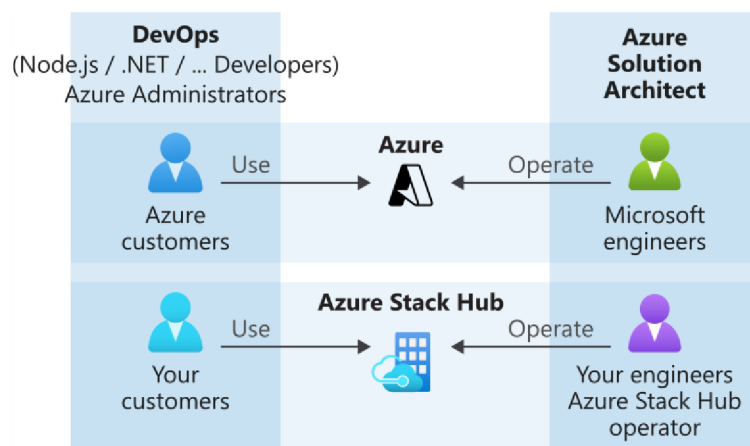 DevOps
(Node.js / .NET / ... Developers)
Azure Administrators
Azure
Solution
Architect
Azure
Use
Operate
Azure
customers
Microsoft
engineers
Azure Stack Hub
Use
Operate
Your
customers
Your engineers
Azure Stack Hub
operator